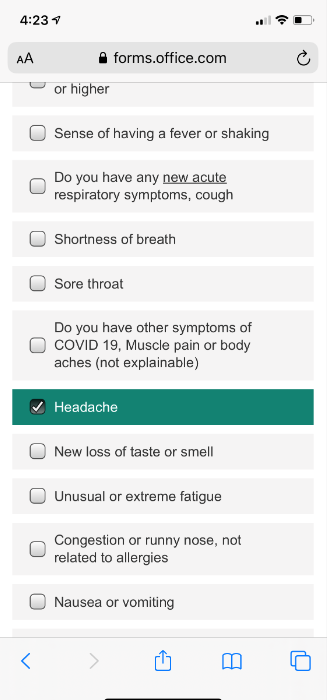 4:23
AA
forms.office.com
or higher
Sense of having a fever or shaking
Do you have any new acute
respiratory symptoms, cough
Shortness of breath
Sore throat
Do you have other symptoms of
COVID 19, Muscle pain or body
aches (not explainable)
Headache
New loss of taste or smell
Unusual or extreme fatigue
Congestion or runny nose, not
related to allergies
Nausea or vomiting